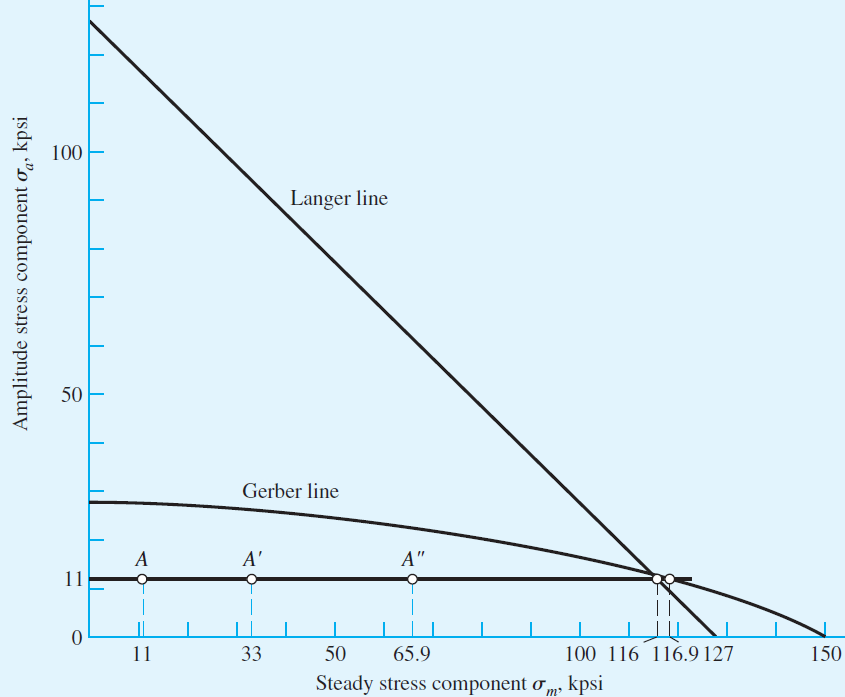 Amplitude stress component σa, kpsi
100
Langer line
50
Gerber line
A A′ A″
11
0
11 33 50 65.9 100 116 116.9 127 150
Steady stress component σm, kpsi